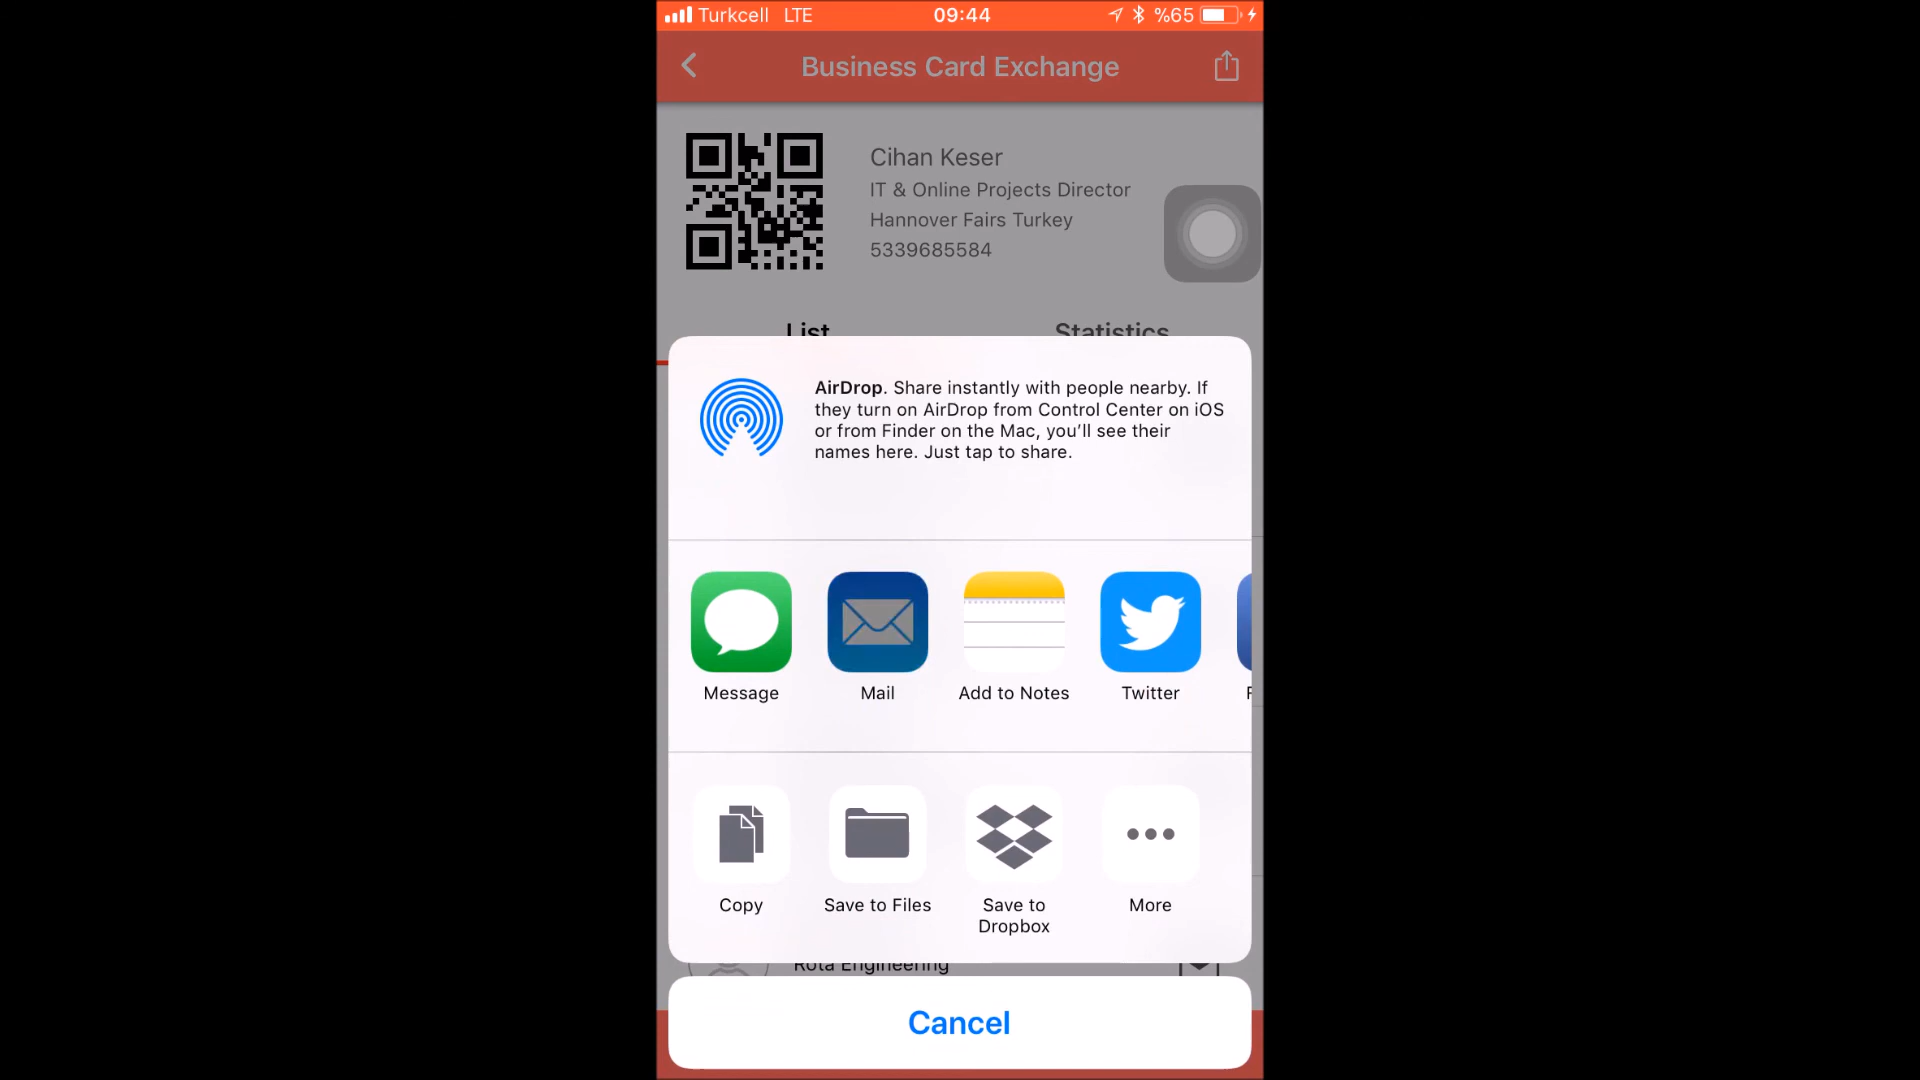 Turkcell LTE 09:44 %65
Business Card Exchange
Cihan Keser
IT & Online Projects Director
Hannover Fairs Turkey
5339685584
List Statistics
AirDrop. Share instantly with people nearby. If
they turn on AirDrop from Control Center on iOS
or from Finder on the Mac, you'll see their
names here. Just tap to share.
Message Mail Add to Notes Twitter
Copy Save to Files Save to
Dropbox More
Rota Engineering
Cancel